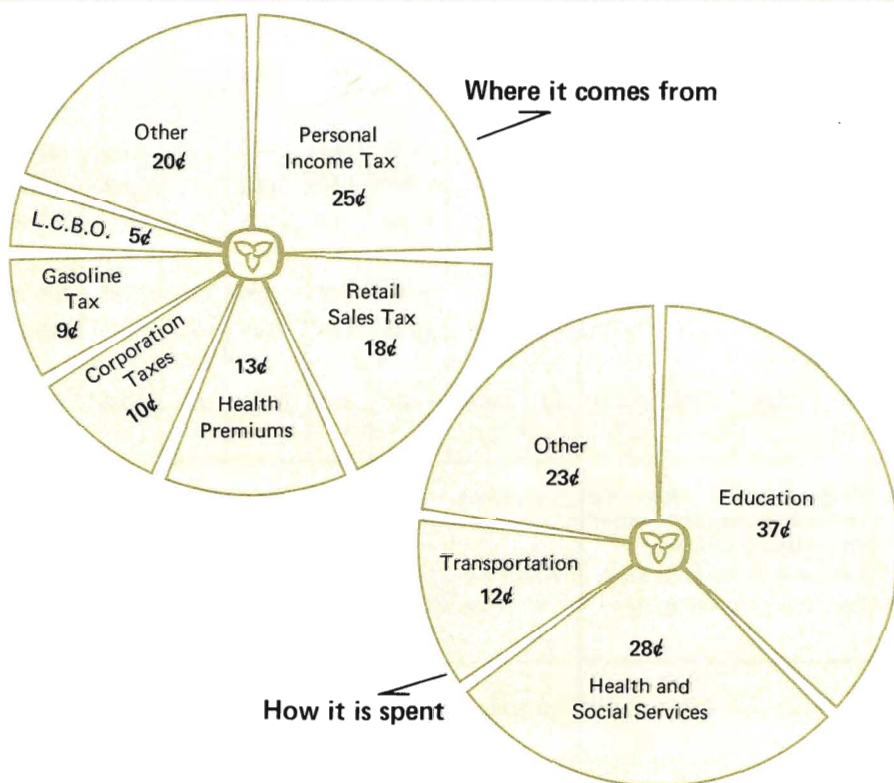 Where it comes from
Personal
Income Tax
25¢
Retail
Sales Tax
18¢
13¢
Health
Premiums
Corporation
Taxes
10¢
Gasoline
Tax
9¢
L.C.B.O. 5¢
Other
20¢
How it is spent
Education
37¢
28¢
Health and
Social Services
Transportation
12¢
Other
23¢